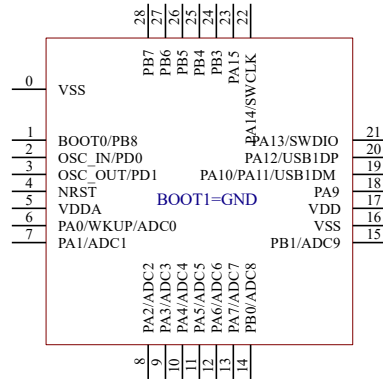 28 27 26 25 24 23 22
PB7 PB6 PB5 PB4 PB3 PA15 PA14/SWCLK
0 VSS
1 BOOT0/PB8 PA13/SWDIO 21
2 OSC_IN/PD0 PA12/USB1DP 20
3 OSC_OUT/PD1 PA10/PA11/USB1DM 19
4 NRST PA9 18
5 VDDA BOOT1=GND VDD 17
6 PA0/WKUP/ADC0 VSS 16
7 PA1/ADC1 PB1/ADC9 15
PA2/ADC2 PA3/ADC3 PA4/ADC4 PA5/ADC5 PA6/ADC6 PA7/ADC7 PB0/ADC8
8 9 10 11 12 13 14